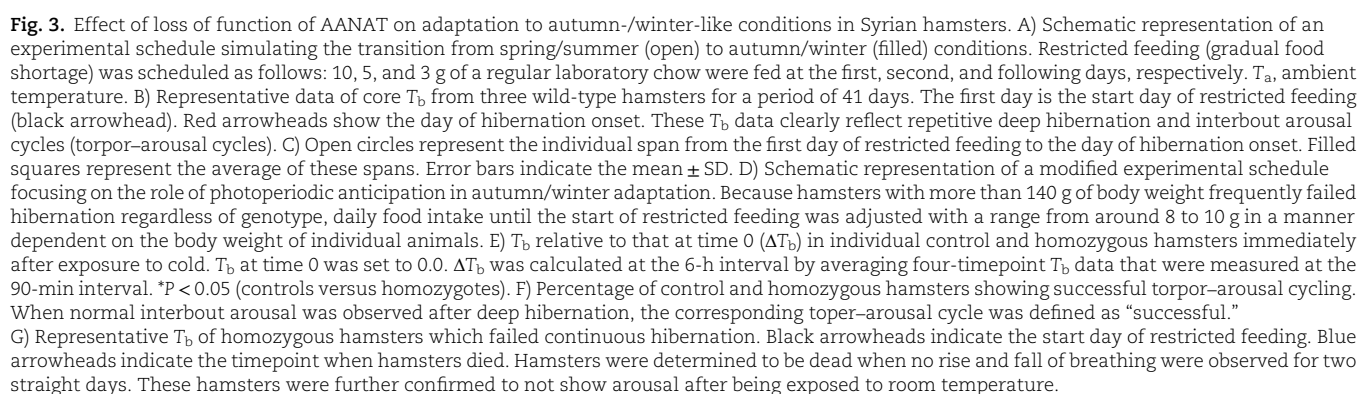 Fig. 3. Effect of loss of function of AANAT on adaptation to autumn-/winter-like conditions in Syrian hamsters. A) Schematic representation of an
experimental schedule simulating the transition from spring/summer (open) to autumn/winter (filled) conditions. Restricted feeding (gradual food
shortage) was scheduled as follows: 10, 5, and 3 g of a regular laboratory chow were fed at the first, second, and following days, respectively. Ta, ambient
temperature. B) Representative data of core Tb from three wild-type hamsters for a period of 41 days. The first day is the start day of restricted feeding
(black arrowhead). Red arrowheads show the day of hibernation onset. These Tb data clearly reflect repetitive deep hibernation and interbout arousal
cycles (torpor–arousal cycles). C) Open circles represent the individual span from the first day of restricted feeding to the day of hibernation onset. Filled
squares represent the average of these spans. Error bars indicate the mean ± SD. D) Schematic representation of a modified experimental schedule
focusing on the role of photoperiodic anticipation in autumn/winter adaptation. Because hamsters with more than 140 g of body weight frequently failed
hibernation regardless of genotype, daily food intake until the start of restricted feeding was adjusted with a range from around 8 to 10 g in a manner
dependent on the body weight of individual animals. E) Tb relative to that at time 0 (ΔTb) in individual control and homozygous hamsters immediately
after exposure to cold. Tb at time 0 was set to 0.0. ΔTb was calculated at the 6-h interval by averaging four-timepoint Tb data that were measured at the
90-min interval. *P < 0.05 (controls versus homozygotes). F) Percentage of control and homozygous hamsters showing successful torpor–arousal cycling.
When normal interbout arousal was observed after deep hibernation, the corresponding toper–arousal cycle was defined as “successful.”
G) Representative Tb of homozygous hamsters which failed continuous hibernation. Black arrowheads indicate the start day of restricted feeding. Blue
arrowheads indicate the timepoint when hamsters died. Hamsters were determined to be dead when no rise and fall of breathing were observed for two
straight days. These hamsters were further confirmed to not show arousal after being exposed to room temperature.